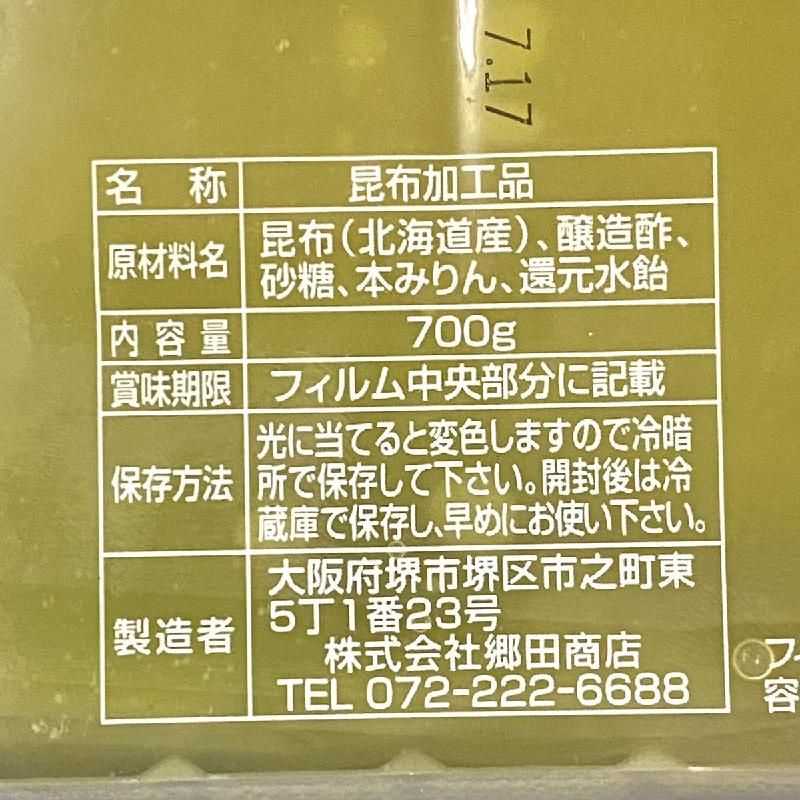 7.17
名 称 昆布加工品
原材料名 昆布(北海道産)、醸造酢、
砂糖、本みりん、還元水飴
内容量 700g
賞味期限 フィルム中央部分に記載
保存方法 光に当てると変色しますので冷暗
所で保存して下さい。開封後は冷
蔵庫で保存し、早めにお使い下さい。
製造者 大阪府堺市堺区市之町東
5丁1番23号
株式会社郷田商店
TEL 072-222-6688
フィ
容